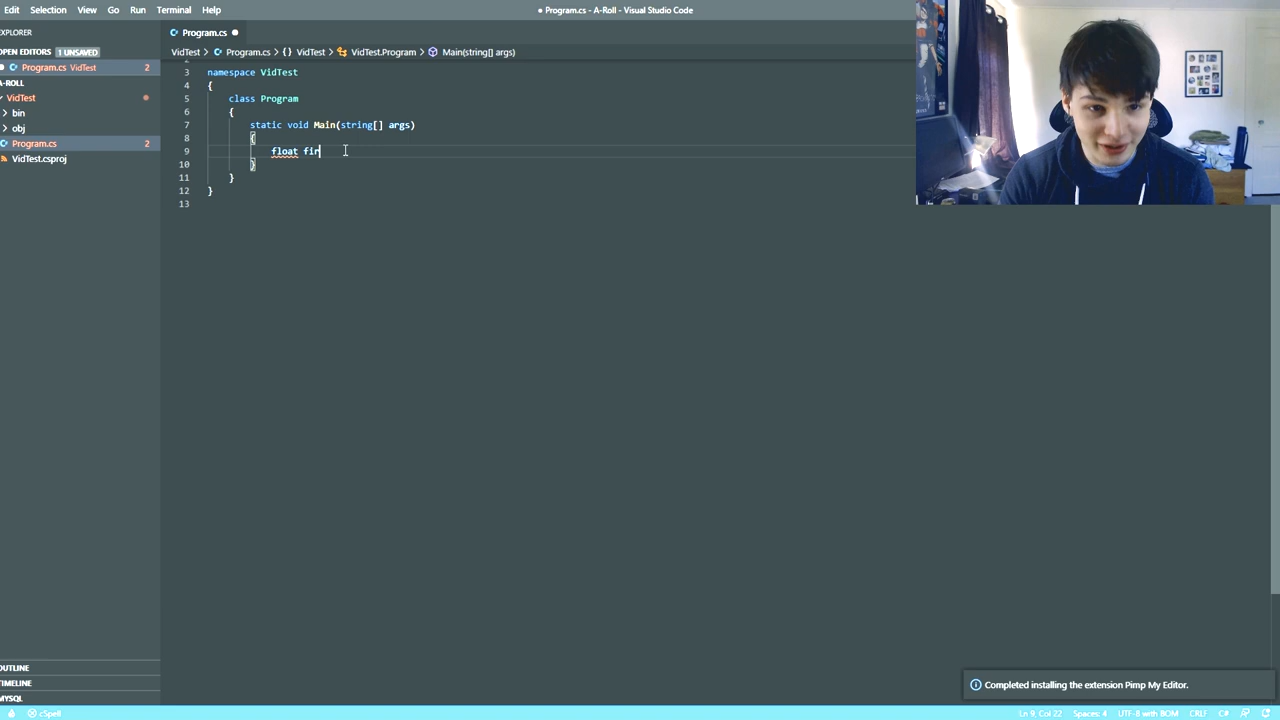 Edit Selection View Go Run Terminal Help
● Program.cs - A-Roll - Visual Studio Code
EXPLORER
Program.cs ●
OPEN EDITORS 1 UNSAVED
VidTest > Program.cs > {} VidTest > VidTest.Program > Main(string[] args)
Program.cs VidTest 2
A-ROLL
VidTest
bin
obj
Program.cs 2
VidTest.csproj
2
3 namespace VidTest
4 {
5 class Program
6 {
7 static void Main(string[] args)
8 {
9 float fir
10 }
11 }
12 }
13
OUTLINE
TIMELINE
MYSQL
Completed installing the extension Pimp My Editor.
cSpell
Ln 9, Col 22 Spaces: 4 UTF-8 with BOM CRLF C#